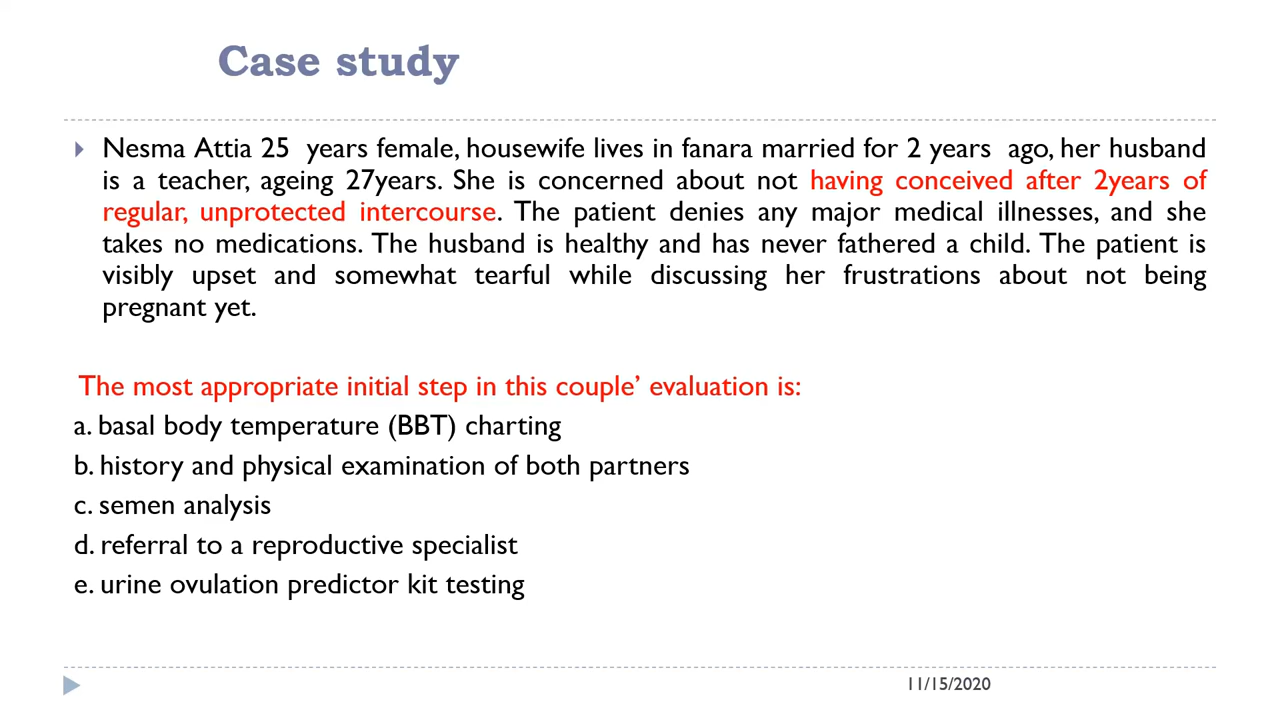 Case study
Nesma Attia 25 years female, housewife lives in fanara married for 2 years ago, her husband
is a teacher, ageing 27years. She is concerned about not having conceived after 2years of
regular, unprotected intercourse. The patient denies any major medical illnesses, and she
takes no medications. The husband is healthy and has never fathered a child. The patient is
visibly upset and somewhat tearful while discussing her frustrations about not being
pregnant yet.
The most appropriate initial step in this couple’ evaluation is:
a. basal body temperature (BBT) charting
b. history and physical examination of both partners
c. semen analysis
d. referral to a reproductive specialist
e. urine ovulation predictor kit testing
11/15/2020